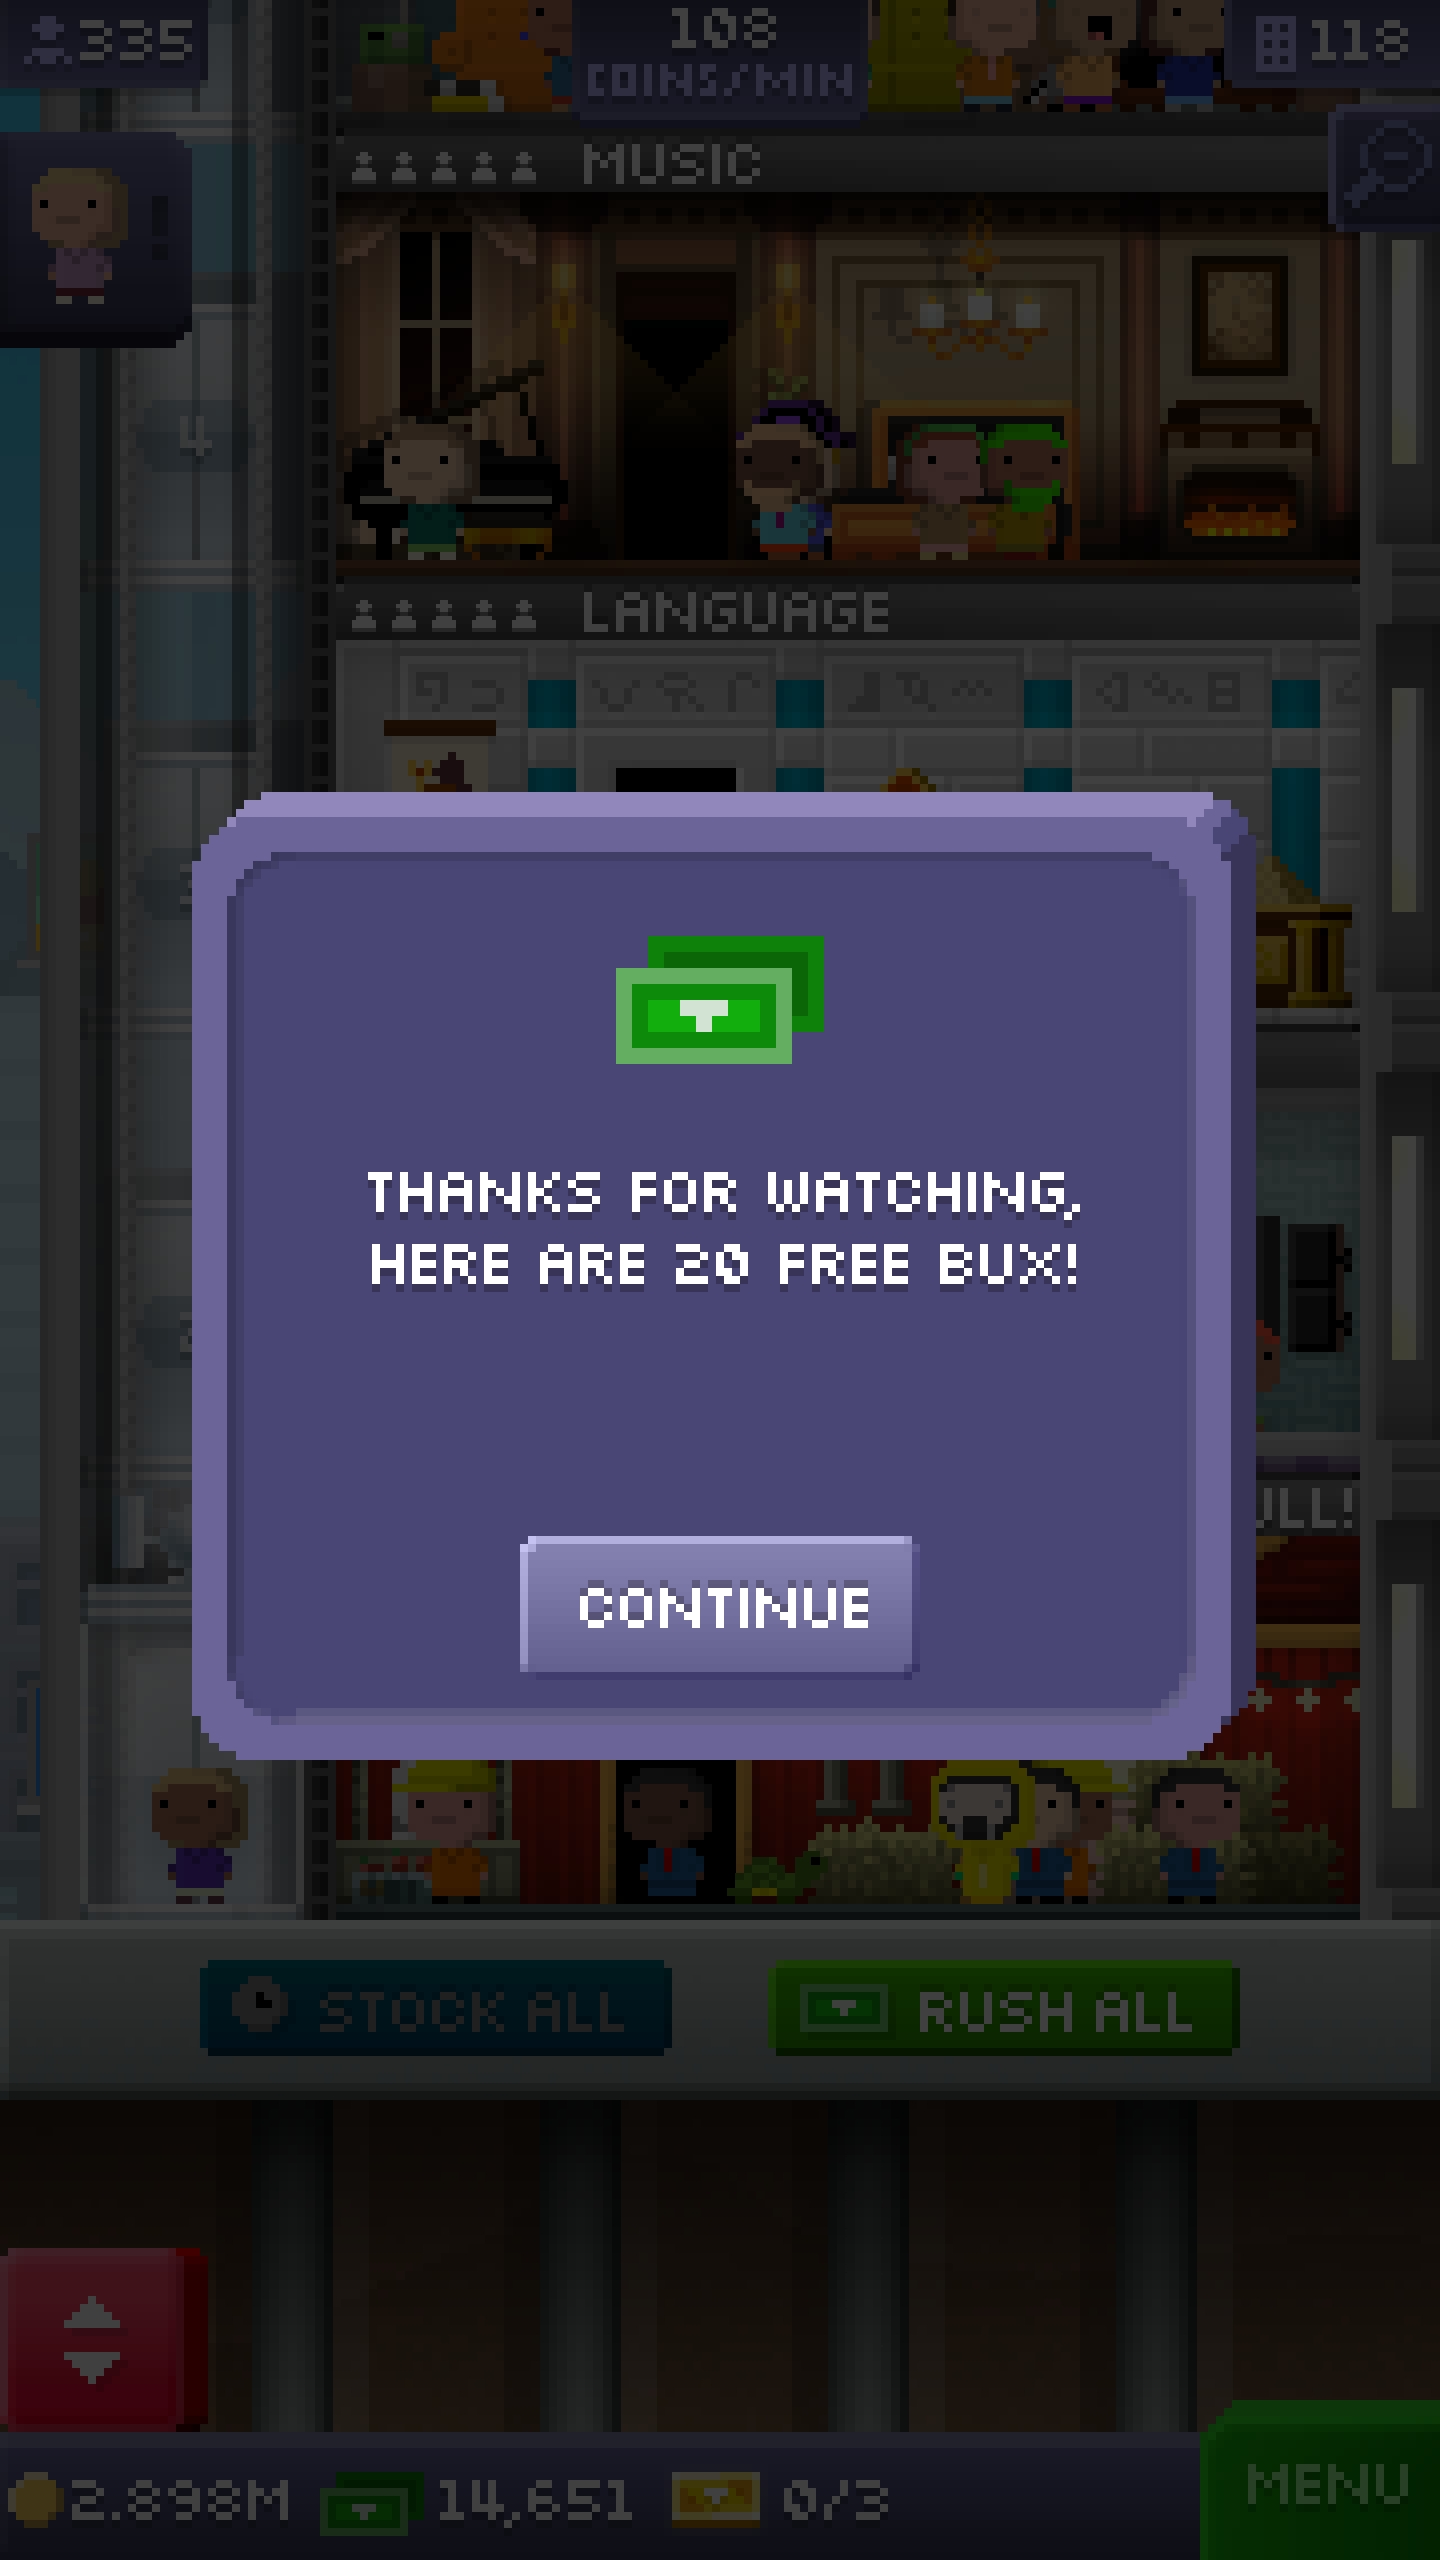 335
108
COINS/MIN
118
MUSIC
4
LANGUAGE
THANKS FOR WATCHING,
HERE ARE 20 FREE BUX!
CONTINUE
STOCK ALL
RUSH ALL
2.898M
14,651
0/3
MENU